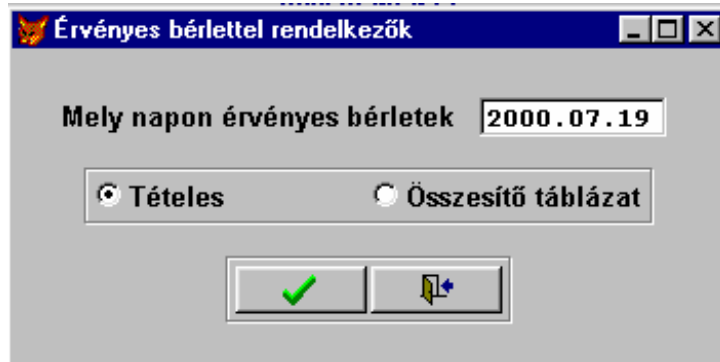 Érvényes bérlettel rendelkezők
Mely napon érvényes bérletek 2000.07.19
Tételes Összesítő táblázat